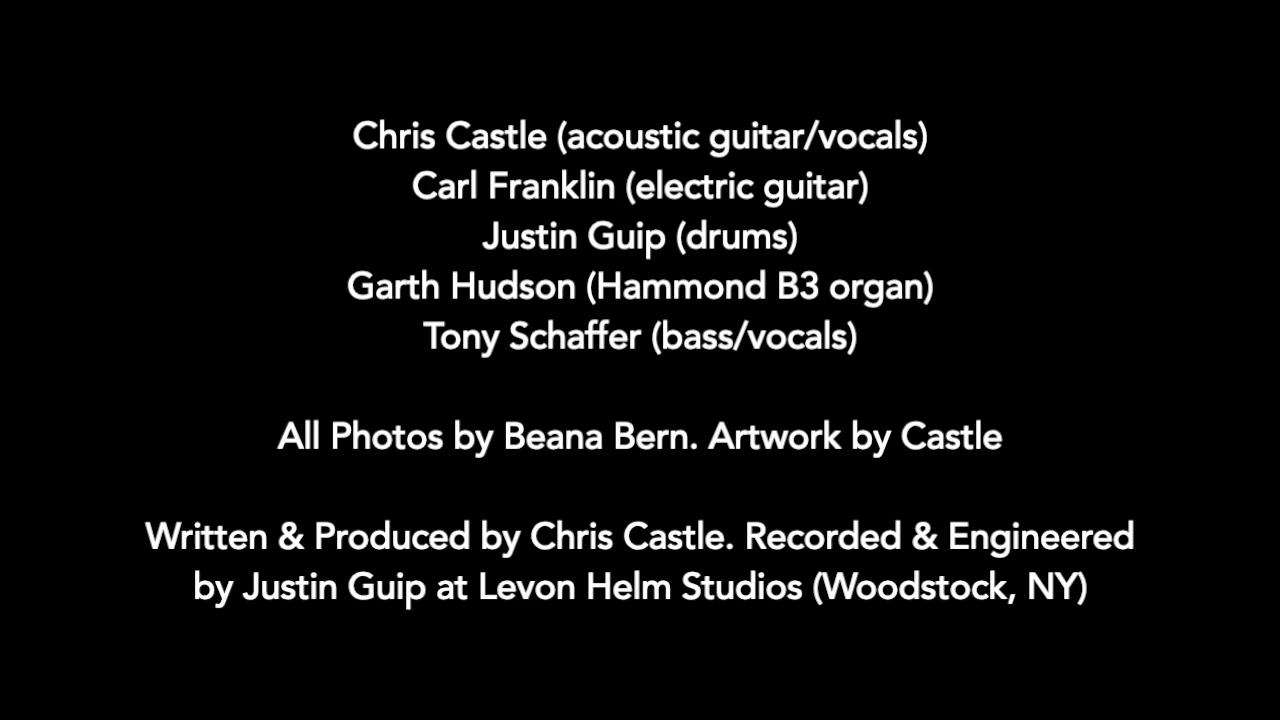 Chris Castle (acoustic guitar/vocals)
Carl Franklin (electric guitar)
Justin Guip (drums)
Garth Hudson (Hammond B3 organ)
Tony Schaffer (bass/vocals)
All Photos by Beana Bern. Artwork by Castle
Written & Produced by Chris Castle. Recorded & Engineered
by Justin Guip at Levon Helm Studios (Woodstock, NY)